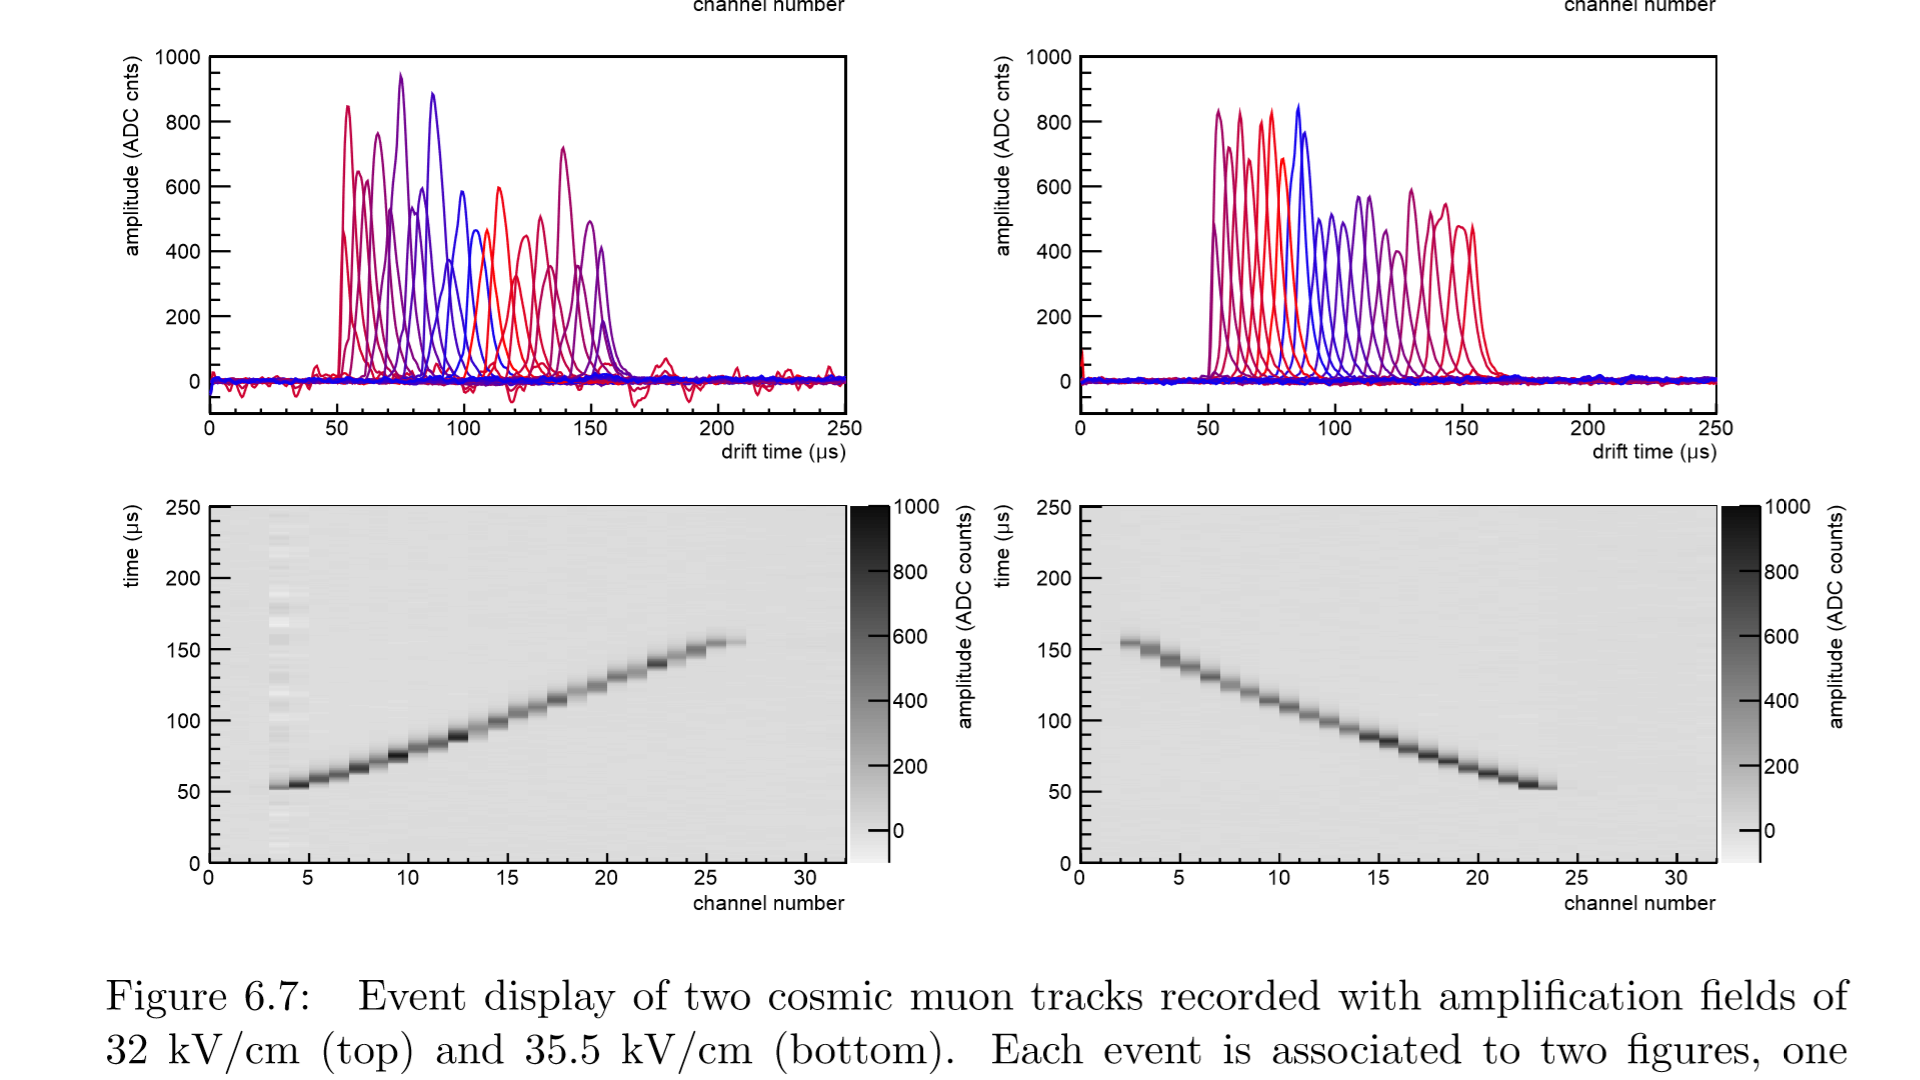 channel number
channel number
amplitude (ADC cnts)
1000
800
600
400
200
0
0 50 100 150 200 250
drift time (μs)
amplitude (ADC cnts)
1000
800
600
400
200
0
0 50 100 150 200 250
drift time (μs)
time (μs)
250
200
150
100
50
0
0 5 10 15 20 25 30
channel number
1000
800
600
400
200
0
amplitude (ADC counts)
time (μs)
250
200
150
100
50
0
0 5 10 15 20 25 30
channel number
1000
800
600
400
200
0
amplitude (ADC counts)
Figure 6.7: Event display of two cosmic muon tracks recorded with amplification fields of
32 kV/cm (top) and 35.5 kV/cm (bottom). Each event is associated to two figures, one